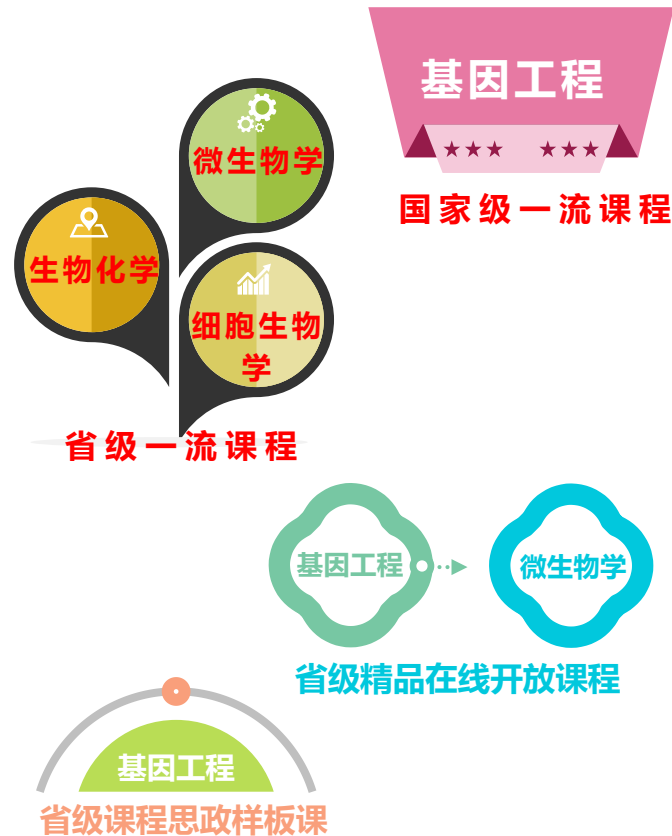 基因工程
国家级一流课程
微生物学
生物化学
细胞生物
学
省级一流课程
基因工程
微生物学
省级精品在线开放课程
基因工程
省级课程思政样板课